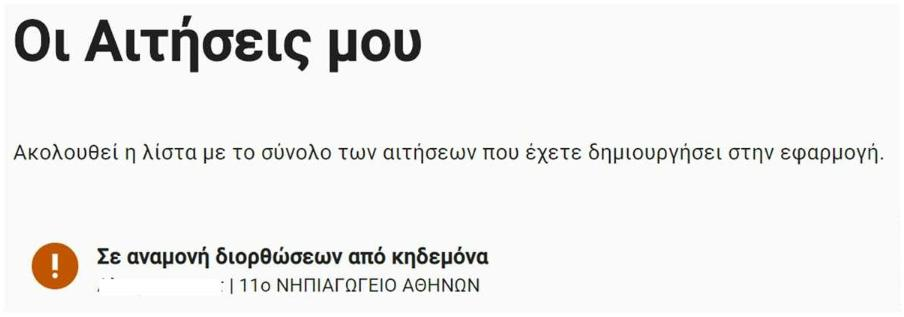 Οι Αιτήσεις μου
Ακολουθεί η λίστα με το σύνολο των αιτήσεων που έχετε δημιουργήσει στην εφαρμογή.
!
Σε αναμονή διορθώσεων από κηδεμόνα
| 11ο ΝΗΠΙΑΓΩΓΕΙΟ ΑΘΗΝΩΝ